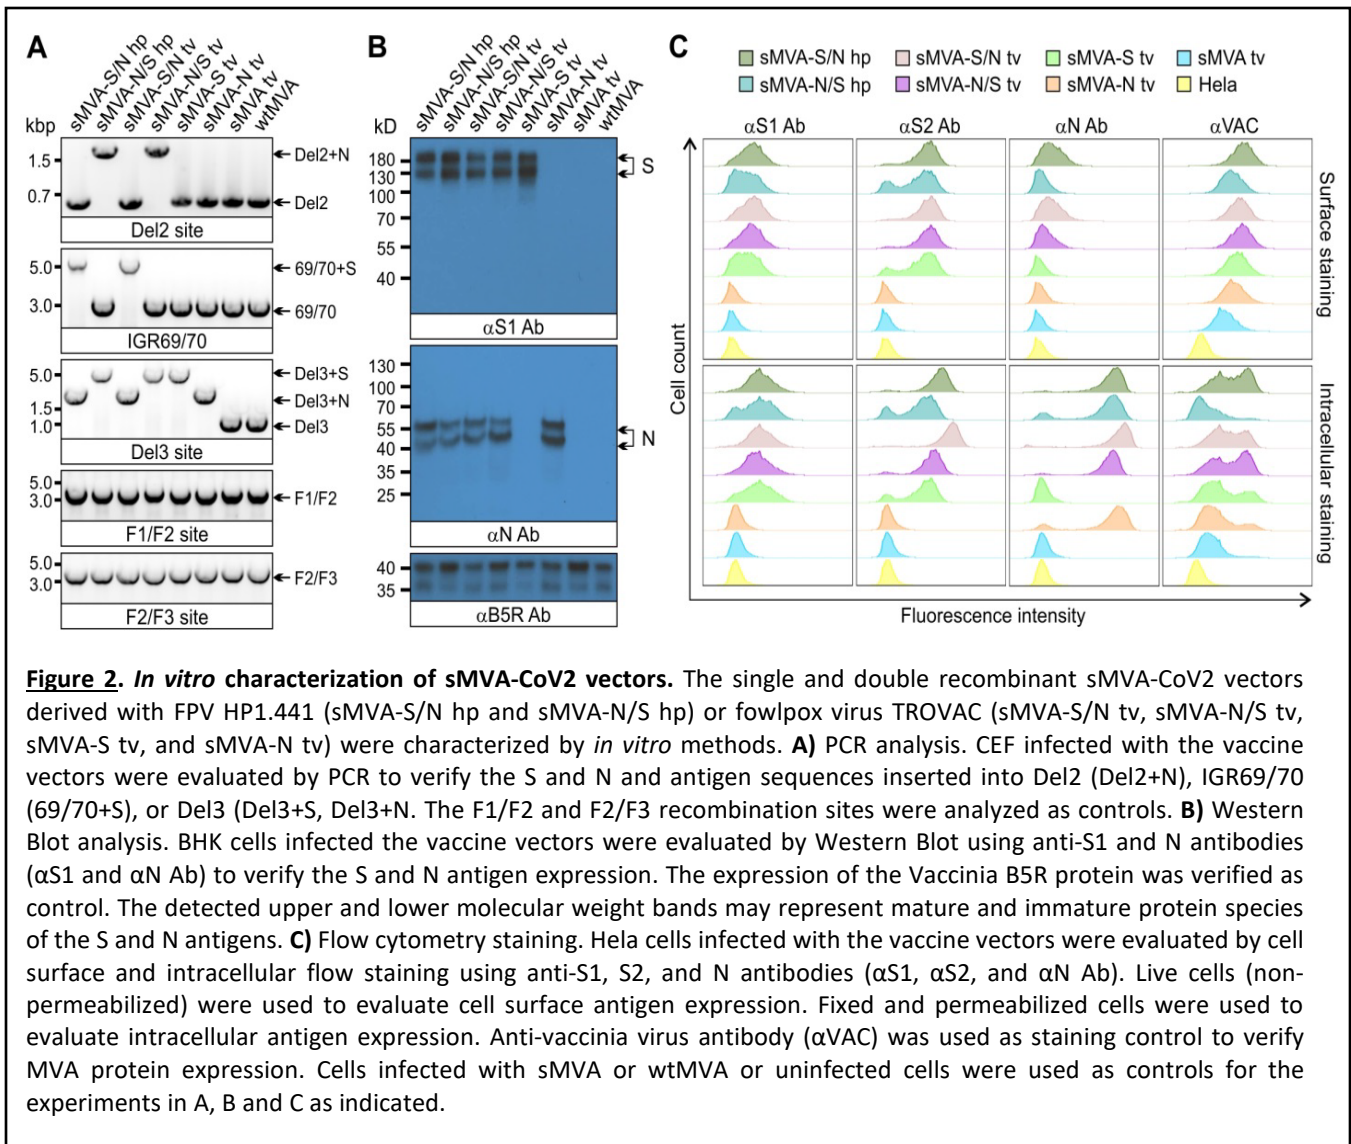 A
sMVA-S/N hp
sMVA-N/S hp
sMVA-S/N tv
sMVA-N/S tv
sMVA-S tv
sMVA-N tv
sMVA tv
wtMVA
kbp
1.5
0.7
Del2+N
Del2
Del2 site
5.0
3.0
69/70+S
69/70
IGR69/70
5.0
1.5
1.0
Del3+S
Del3+N
Del3
Del3 site
5.0
3.0
F1/F2
F1/F2 site
5.0
3.0
F2/F3
F2/F3 site
B
sMVA-S/N hp
sMVA-N/S hp
sMVA-S/N tv
sMVA-N/S tv
sMVA-S tv
sMVA-N tv
sMVA tv
wtMVA
kD
180
130
100
70
55
40
S
αS1 Ab
130
100
70
55
40
35
25
N
αN Ab
40
35
αB5R Ab
C
sMVA-S/N hp
sMVA-S/N tv
sMVA-S tv
sMVA tv
sMVA-N/S hp
sMVA-N/S tv
sMVA-N tv
Hela
αS1 Ab
αS2 Ab
αN Ab
αVAC
Cell count
Surface staining
Intracellular staining
Fluorescence intensity
Figure 2. In vitro characterization of sMVA-CoV2 vectors. The single and double recombinant sMVA-CoV2 vectors
derived with FPV HP1.441 (sMVA-S/N hp and sMVA-N/S hp) or fowlpox virus TROVAC (sMVA-S/N tv, sMVA-N/S tv,
sMVA-S tv, and sMVA-N tv) were characterized by in vitro methods. A) PCR analysis. CEF infected with the vaccine
vectors were evaluated by PCR to verify the S and N and antigen sequences inserted into Del2 (Del2+N), IGR69/70
(69/70+S), or Del3 (Del3+S, Del3+N. The F1/F2 and F2/F3 recombination sites were analyzed as controls. B) Western
Blot analysis. BHK cells infected the vaccine vectors were evaluated by Western Blot using anti-S1 and N antibodies
(αS1 and αN Ab) to verify the S and N antigen expression. The expression of the Vaccinia B5R protein was verified as
control. The detected upper and lower molecular weight bands may represent mature and immature protein species
of the S and N antigens. C) Flow cytometry staining. Hela cells infected with the vaccine vectors were evaluated by cell
surface and intracellular flow staining using anti-S1, S2, and N antibodies (αS1, αS2, and αN Ab). Live cells (non-
permeabilized) were used to evaluate cell surface antigen expression. Fixed and permeabilized cells were used to
evaluate intracellular antigen expression. Anti-vaccinia virus antibody (αVAC) was used as staining control to verify
MVA protein expression. Cells infected with sMVA or wtMVA or uninfected cells were used as controls for the
experiments in A, B and C as indicated.